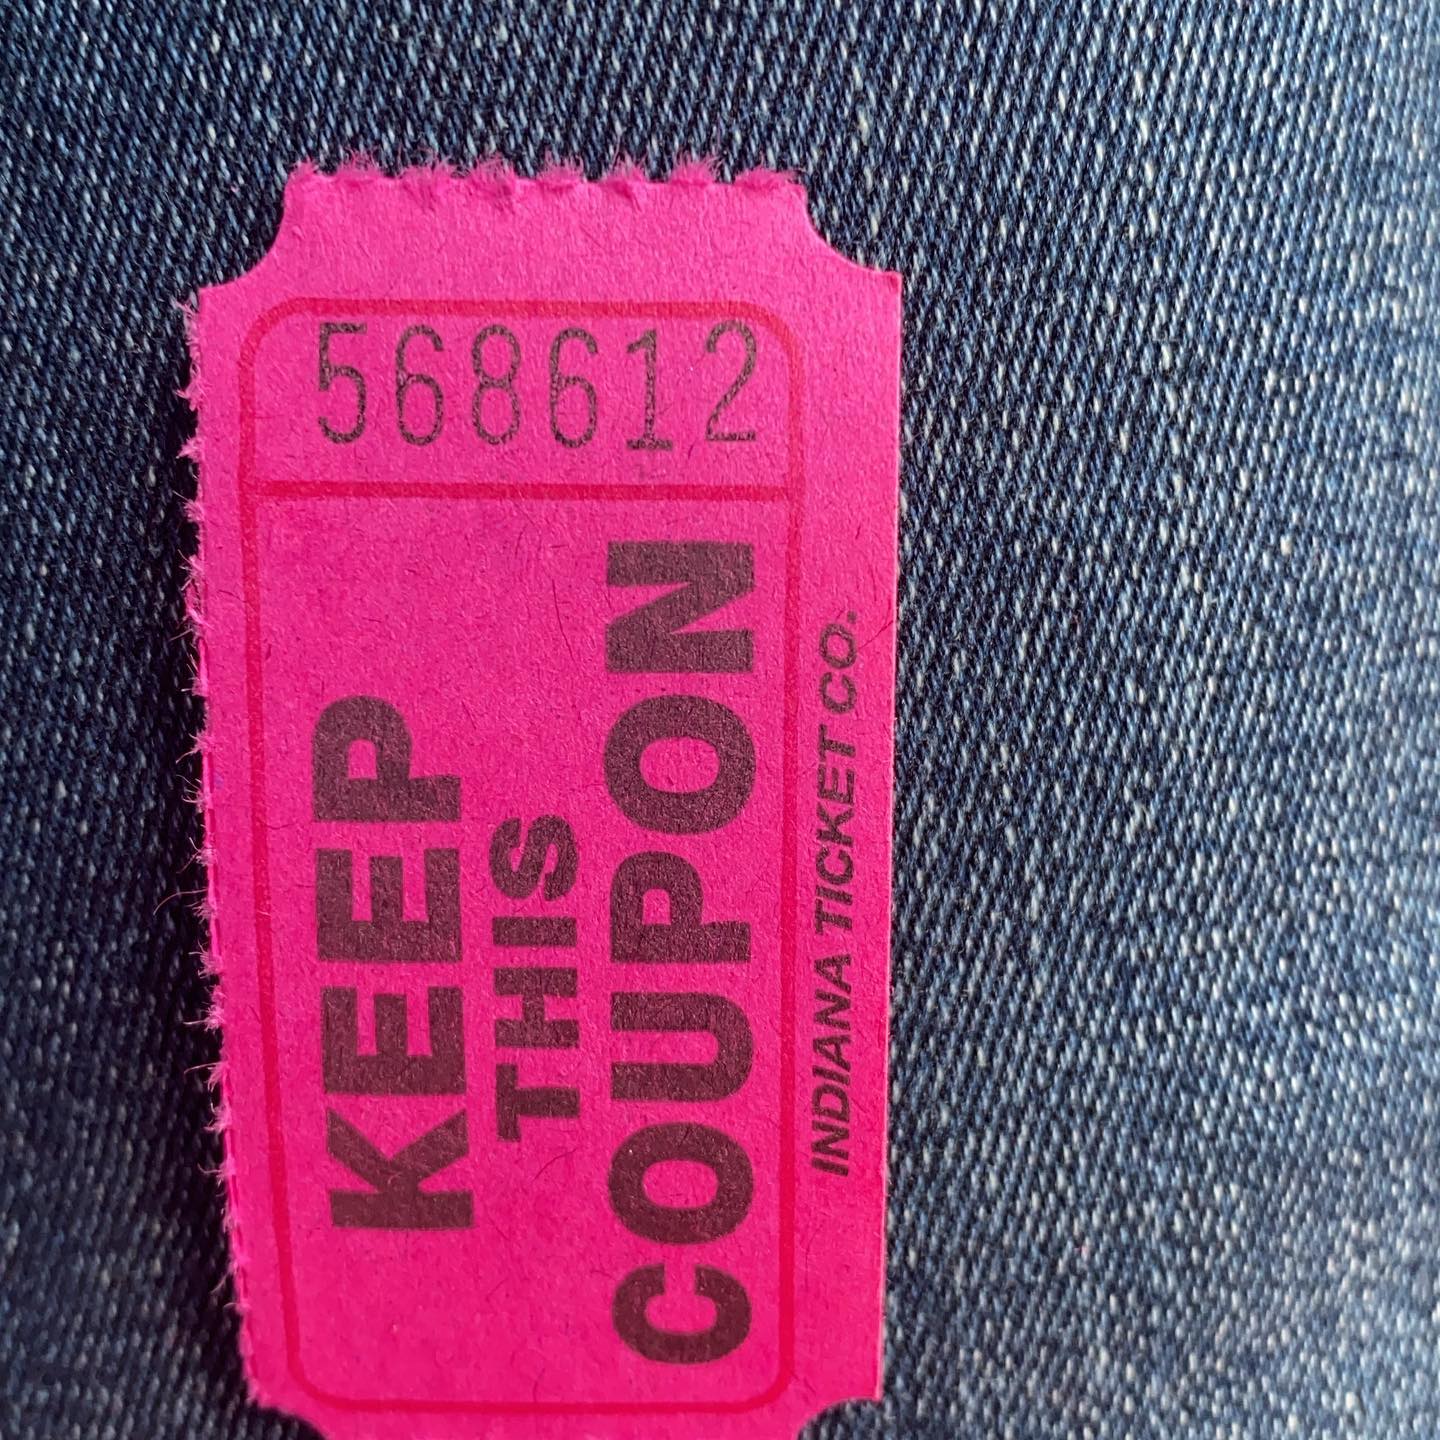 568612
KEEP
THIS
COUPON
INDIANA TICKET CO.